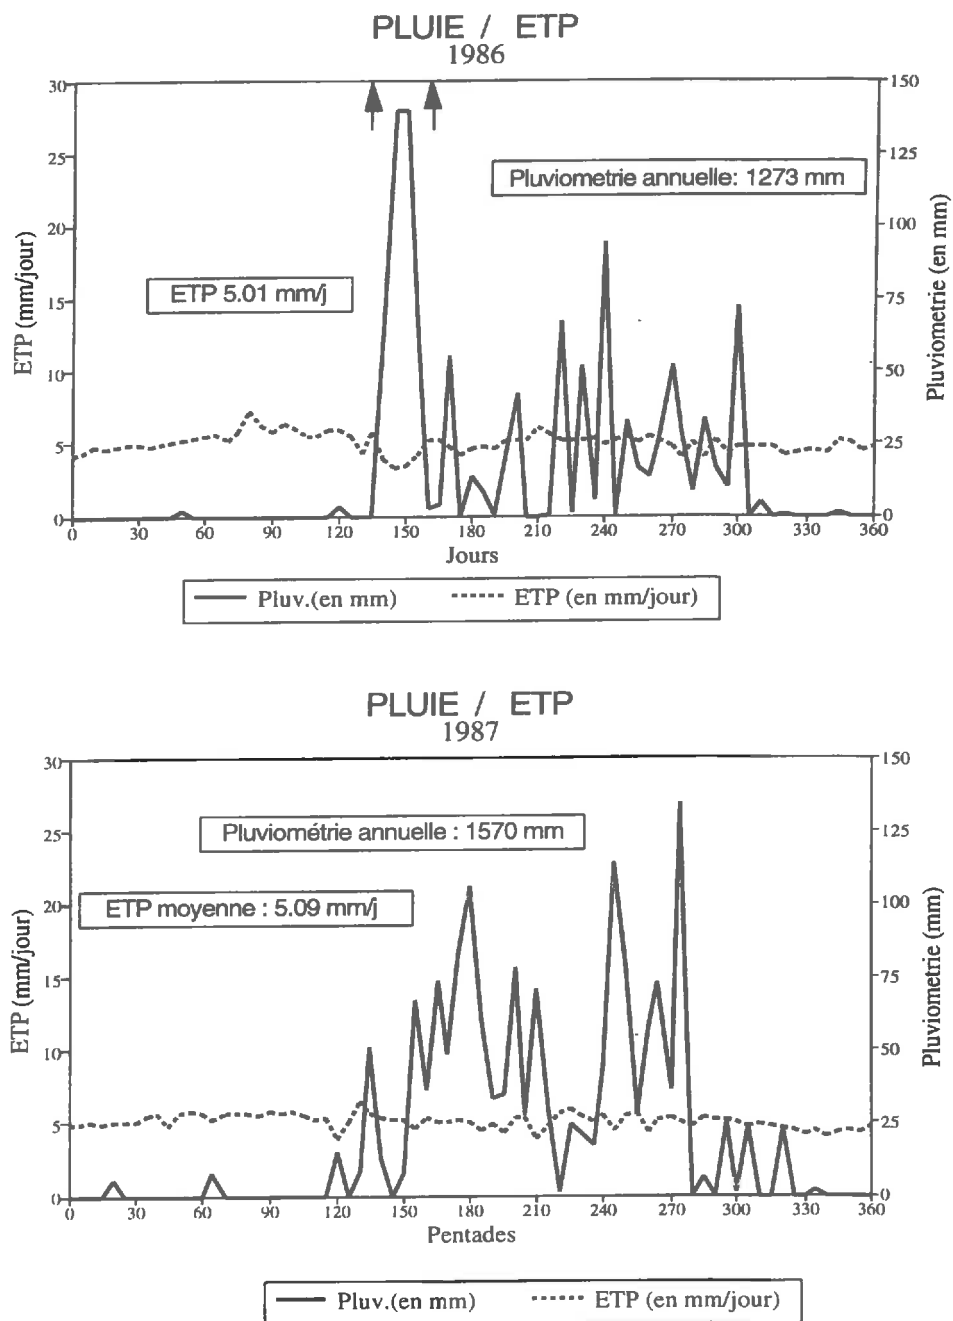 PLUIE / ETP
1986
30
25
20
15
10
5
0
ETP (mm/jour)
150
125
100
75
50
25
0
Pluviometrie (en mm)
Pluviometrie annuelle: 1273 mm
ETP 5.01 mm/j
0 30 60 90 120 150 180 210 240 270 300 330 360
Jours
Pluv.(en mm) ETP (en mm/jour)
PLUIE / ETP
1987
30
25
20
15
10
5
0
ETP (mm/jour)
150
125
100
75
50
25
0
Pluviometrie (mm)
Pluviométrie annuelle : 1570 mm
ETP moyenne : 5.09 mm/j
0 30 60 90 120 150 180 210 240 270 300 330 360
Pentades
Pluv.(en mm) ETP (en mm/jour)